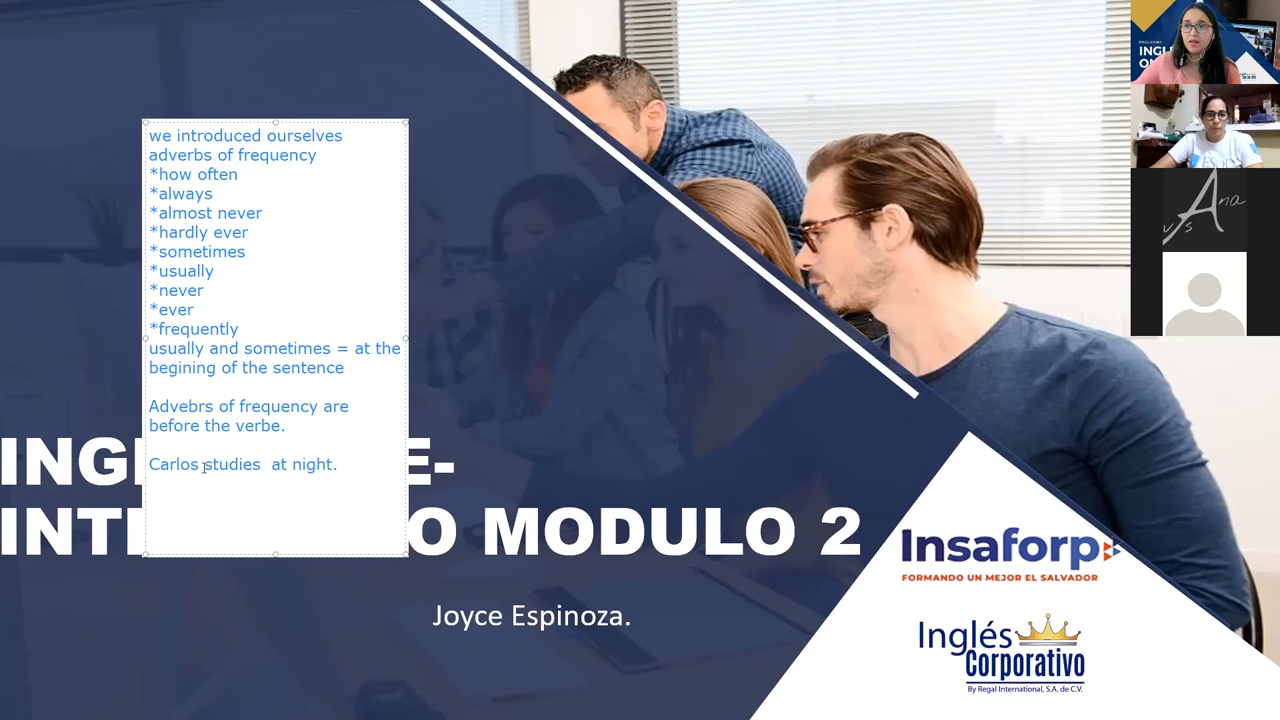 we introduced ourselves
adverbs of frequency
*how often
*always
*almost never
*hardly ever
*sometimes
*usually
*never
*ever
*frequently
usually and sometimes = at the
begining of the sentence
Advebrs of frequency are
before the verbe.
Carlos studies  at night.
ING E-
INT O MODULO 2
Joyce Espinoza.
Insaforp
FORMANDO UN MEJOR EL SALVADOR
Inglés
Corporativo
By Regal International, S.A. de C.V.
Ana